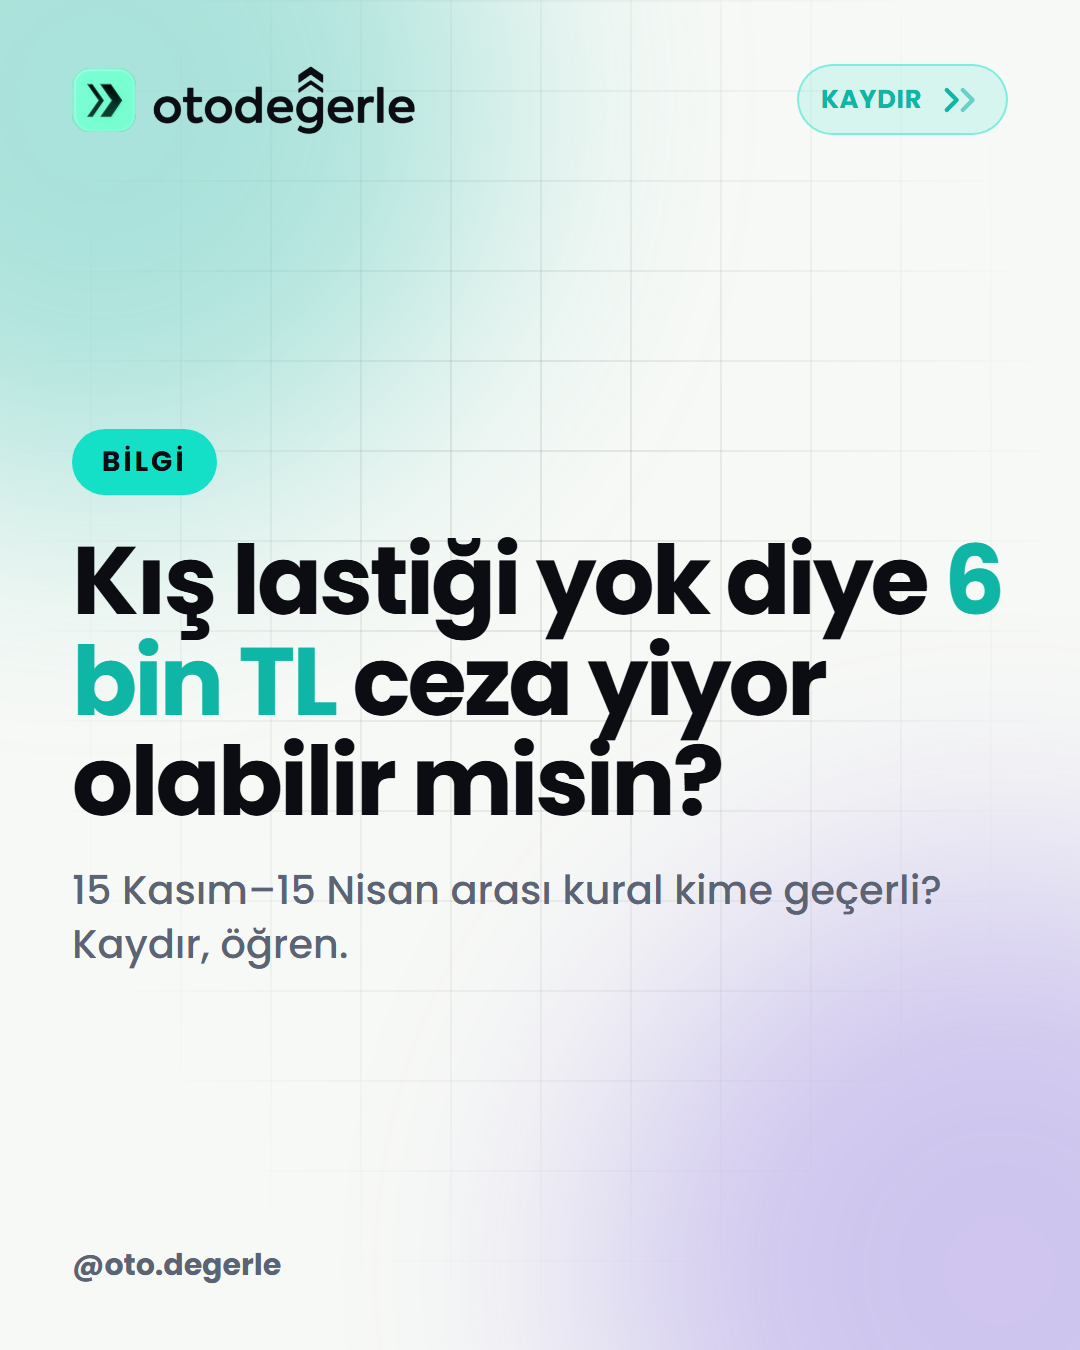 otodeğerle
KAYDIR
BİLGİ
Kış lastiği yok diye 6
bin TL ceza yiyor
olabilir misin?
15 Kasım–15 Nisan arası kural kime geçerli?
Kaydır, öğren.
@oto.degerle